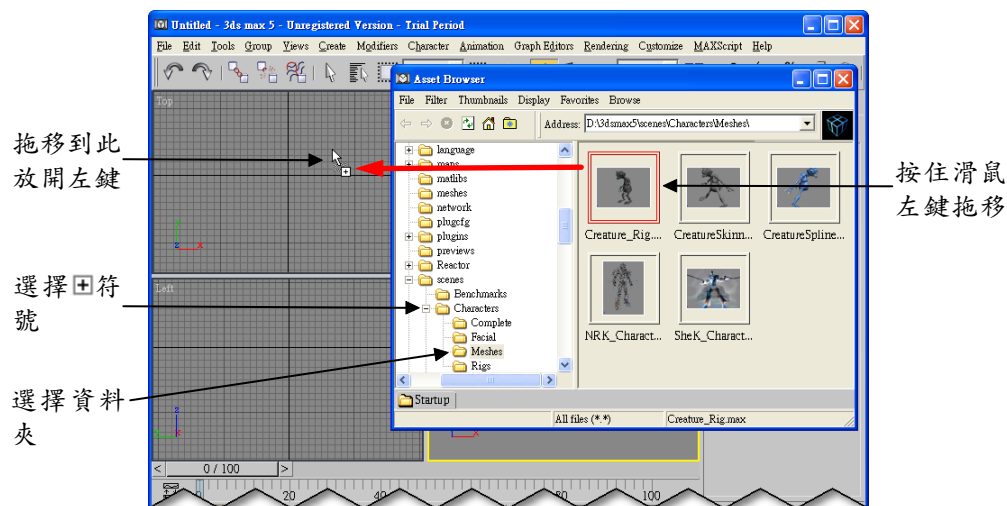 Untitled - 3ds max 5 - Unregistered Version - Trial Period
File Edit Tools Group Views Create Modifiers Character Animation Graph Editors Rendering Customize MAXScript Help
Top
Asset Browser
File Filter Thumbnails Display Favorites Browse
Address: D:\3dsmax5\scenes\Characters\Meshes\
language
maps
matlibs
meshes
network
plugcfg
plugins
previews
Reactor
scenes
Benchmarks
Characters
Complete
Facial
Meshes
Rigs
Creature_Rig....
CreatureSkinn...
CreatureSpline...
NRK_Charact...
SheK_Charact...
Startup
All files (*.*)
Creature_Rig.max
Left
0 / 100
0 20 40 80 100
拖移到此
放開左鍵
按住滑鼠
左鍵拖移
選擇⊞符
號
選擇資料
夾